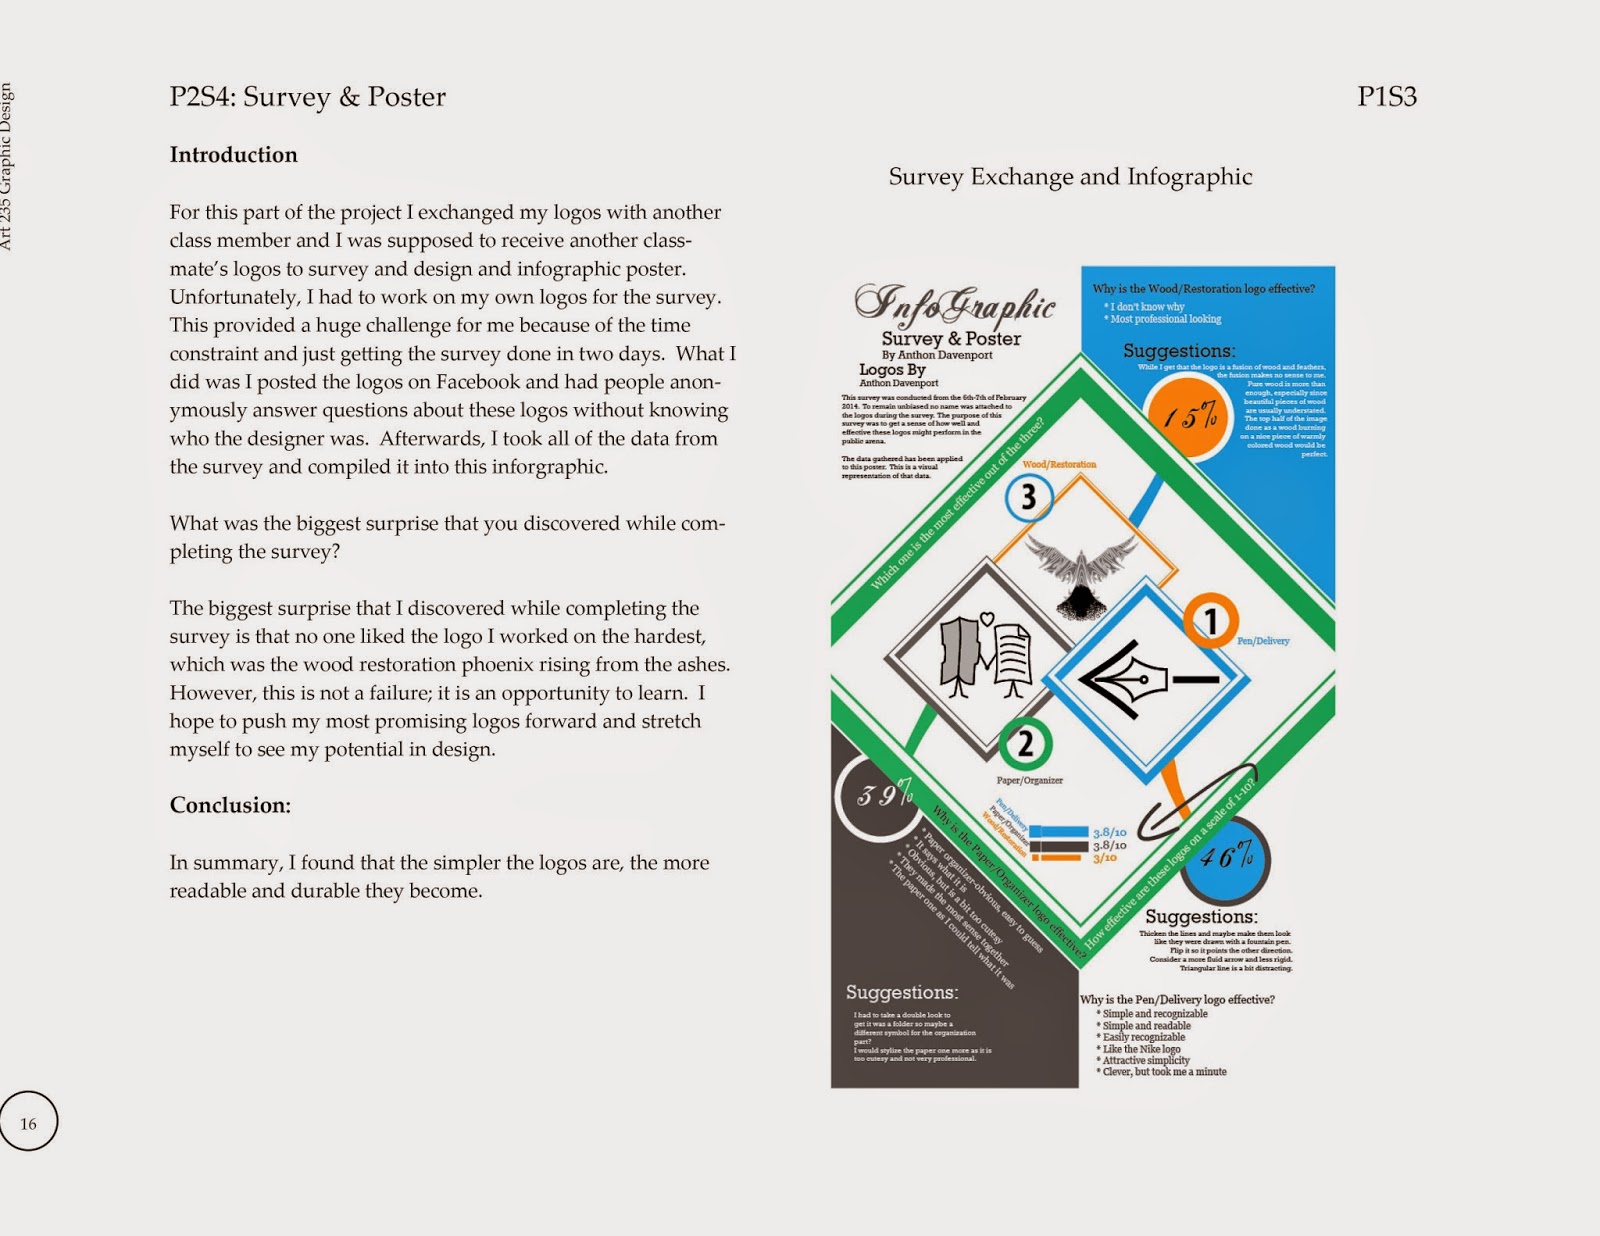 Art 235 Graphic Design
P2S4: Survey & Poster
Introduction
For this part of the project I exchanged my logos with another
class member and I was supposed to receive another class-
mate's logos to survey and design and infographic poster.
Unfortunately, I had to work on my own logos for the survey.
This provided a huge challenge for me because of the time
constraint and just getting the survey done in two days.  What I
did was I posted the logos on Facebook and had people anon-
ymously answer questions about these logos without knowing
who the designer was.  Afterwards, I took all of the data from
the survey and compiled it into this inforgraphic.
What was the biggest surprise that you discovered while com-
pleting the survey?
The biggest surprise that I discovered while completing the
survey is that no one liked the logo I worked on the hardest,
which was the wood restoration phoenix rising from the ashes.
However, this is not a failure; it is an opportunity to learn.  I
hope to push my most promising logos forward and stretch
myself to see my potential in design.
Conclusion:
In summary, I found that the simpler the logos are, the more
readable and durable they become.
16
P1S3
Survey Exchange and Infographic
InfoGraphic
Survey & Poster
By Anthon Davenport
Logos By
Anthon Davenport
This survey was conducted from the 6th-7th of February
2014. To remain unbiased no name was attached to
the logos during the survey. The purpose of this
survey was to get a sense of how well and
effective these logos might perform in the
public arena.
The data gathered has been applied
to this poster. This is a visual
representation of that data.
Why is the Wood/Restoration logo effective?
* I don't know why
* Most professional looking
Suggestions:
While I get that the logo is a fusion of wood and feathers,
the fusion makes no sense to me.
Pure wood is more than
enough, especially since
beautiful pieces of wood
are usually understated.
The top half of the image
done as a wood burning
on a nice piece of warmly
colored wood would be
perfect.
15%
Which one is the most effective out of the three?
Wood/Restoration
3
1
Pen/Delivery
2
Paper/Organizer
39%
Pen/Delivery
Paper/Organizer
Wood/Restoration
3.8/10
3.8/10
3/10
Why is the Paper/Organizer logo effective?
* Paper organizer-obvious, easy to guess
* It says what it is
* Obvious, but is a bit too cutesy
* They made the most sense together
* The paper one as I could tell what it was
How effective are these logos on a scale of 1-10?
46%
Suggestions:
Thicken the lines and maybe make them look
like they were drawn with a fountain pen.
Flip it so it points the other direction.
Consider a more fluid arrow and less rigid.
Triangular line is a bit distracting.
Suggestions:
I had to take a double look to
get it was a folder so maybe a
different symbol for the organization
part?
I would stylize the paper one more as it is
too cutesy and not very professional.
Why is the Pen/Delivery logo effective?
* Simple and recognizable
* Simple and readable
* Easily recognizable
* Like the Nike logo
* Attractive simplicity
* Clever, but took me a minute